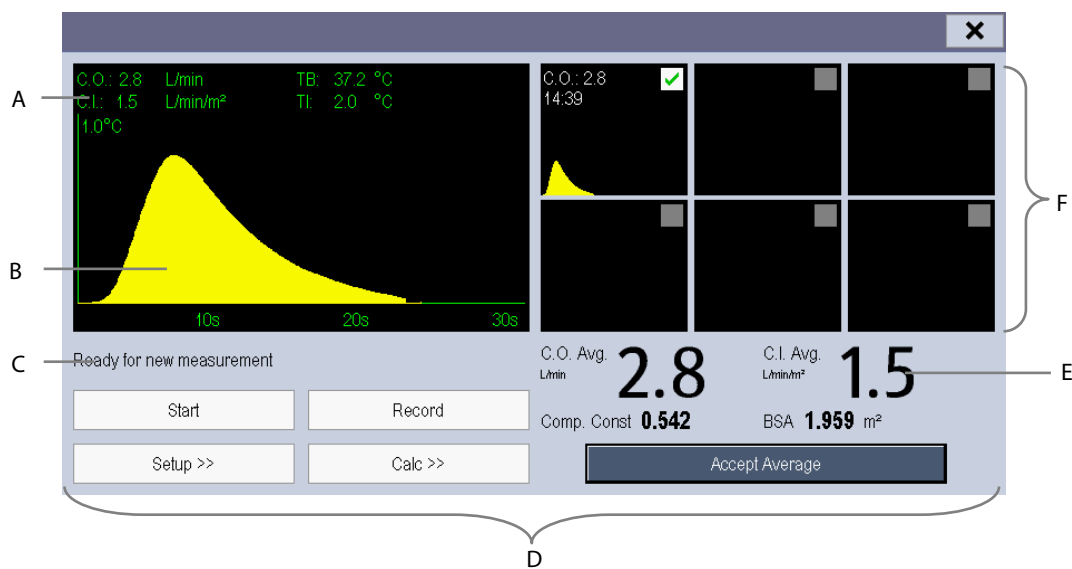 C.O.: 2.8 L/min TB: 37.2 °C
A
C.I.: 1.5 L/min/m² TI: 2.0 °C
1.0°C
B
10s 20s 30s
C.O.: 2.8
14:39
F
C
Ready for new measurement
C.O. Avg. 2.8
L/min
C.I. Avg. 1.5
L/min/m²
E
Comp. Const 0.542 BSA 1.959 m²
Start Record
Setup >> Calc >>
Accept Average
D